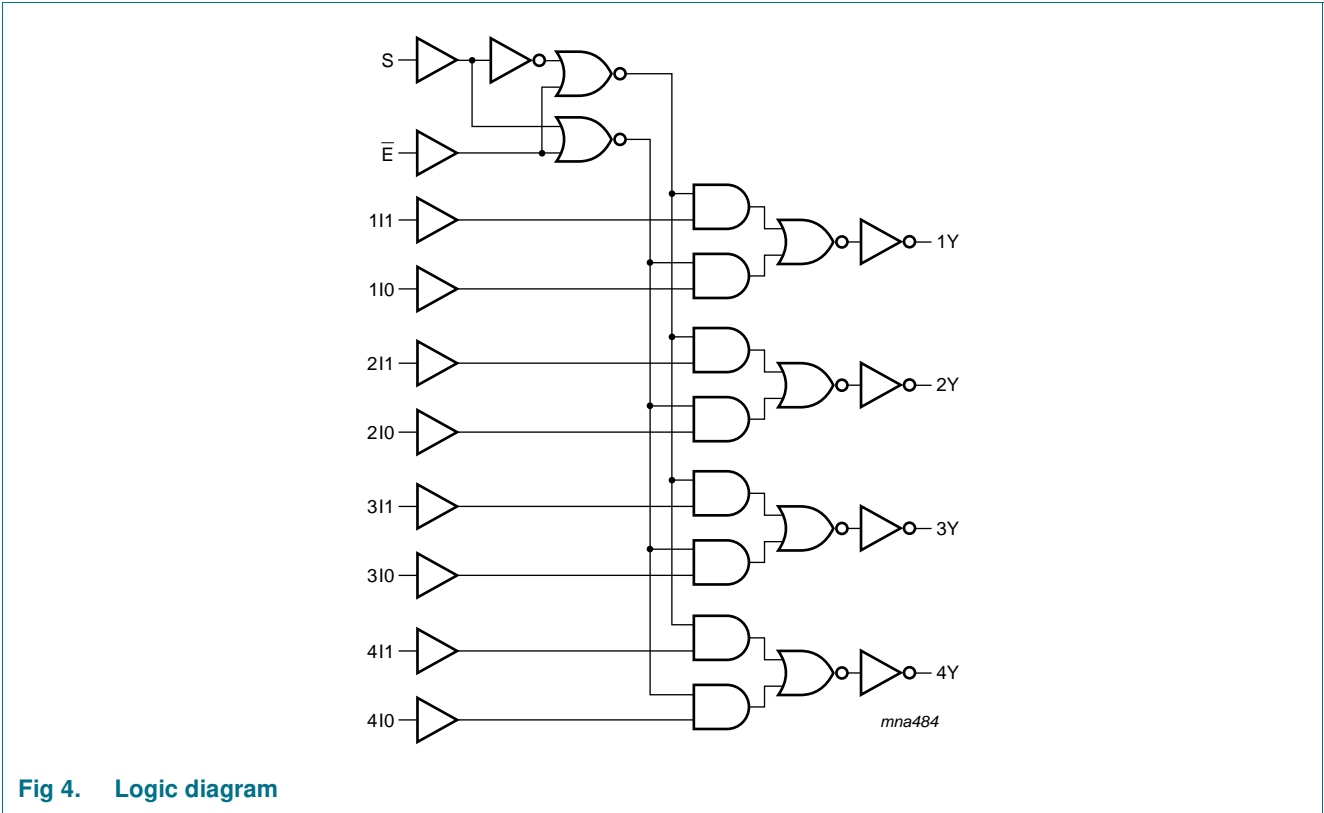 S
E̅
1I1
1I0
1Y
2I1
2I0
2Y
3I1
3I0
3Y
4I1
4I0
4Y
mna484
Fig 4. Logic diagram